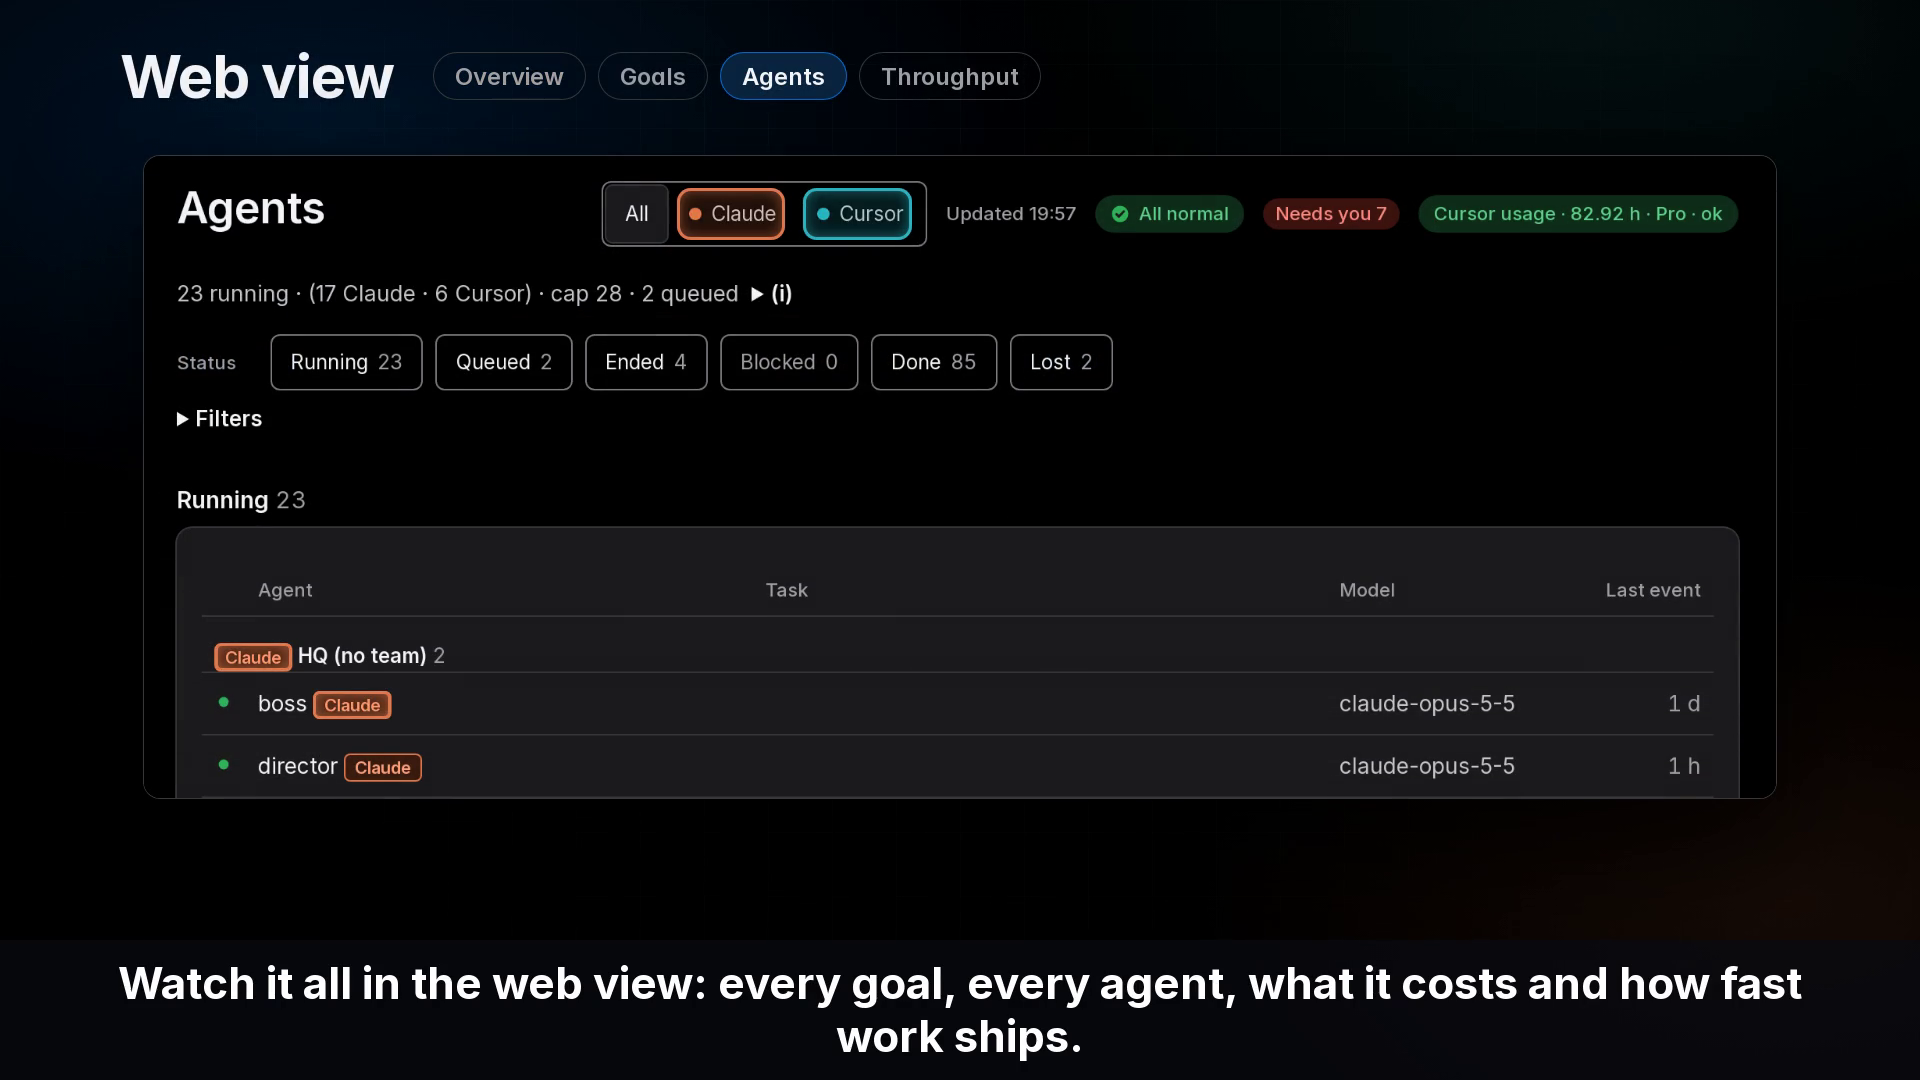 Web view Overview Goals Agents Throughput
Agents All Claude Cursor Updated 19:57 All normal Needs you 7 Cursor usage · 82.92 h · Pro · ok
23 running · (17 Claude · 6 Cursor) · cap 28 · 2 queued ▶ (i)
Status Running 23 Queued 2 Ended 4 Blocked 0 Done 85 Lost 2
▶ Filters
Running 23
Agent Task Model Last event
Claude HQ (no team) 2
boss Claude claude-opus-5-5 1 d
director Claude claude-opus-5-5 1 h
Watch it all in the web view: every goal, every agent, what it costs and how fast
work ships.